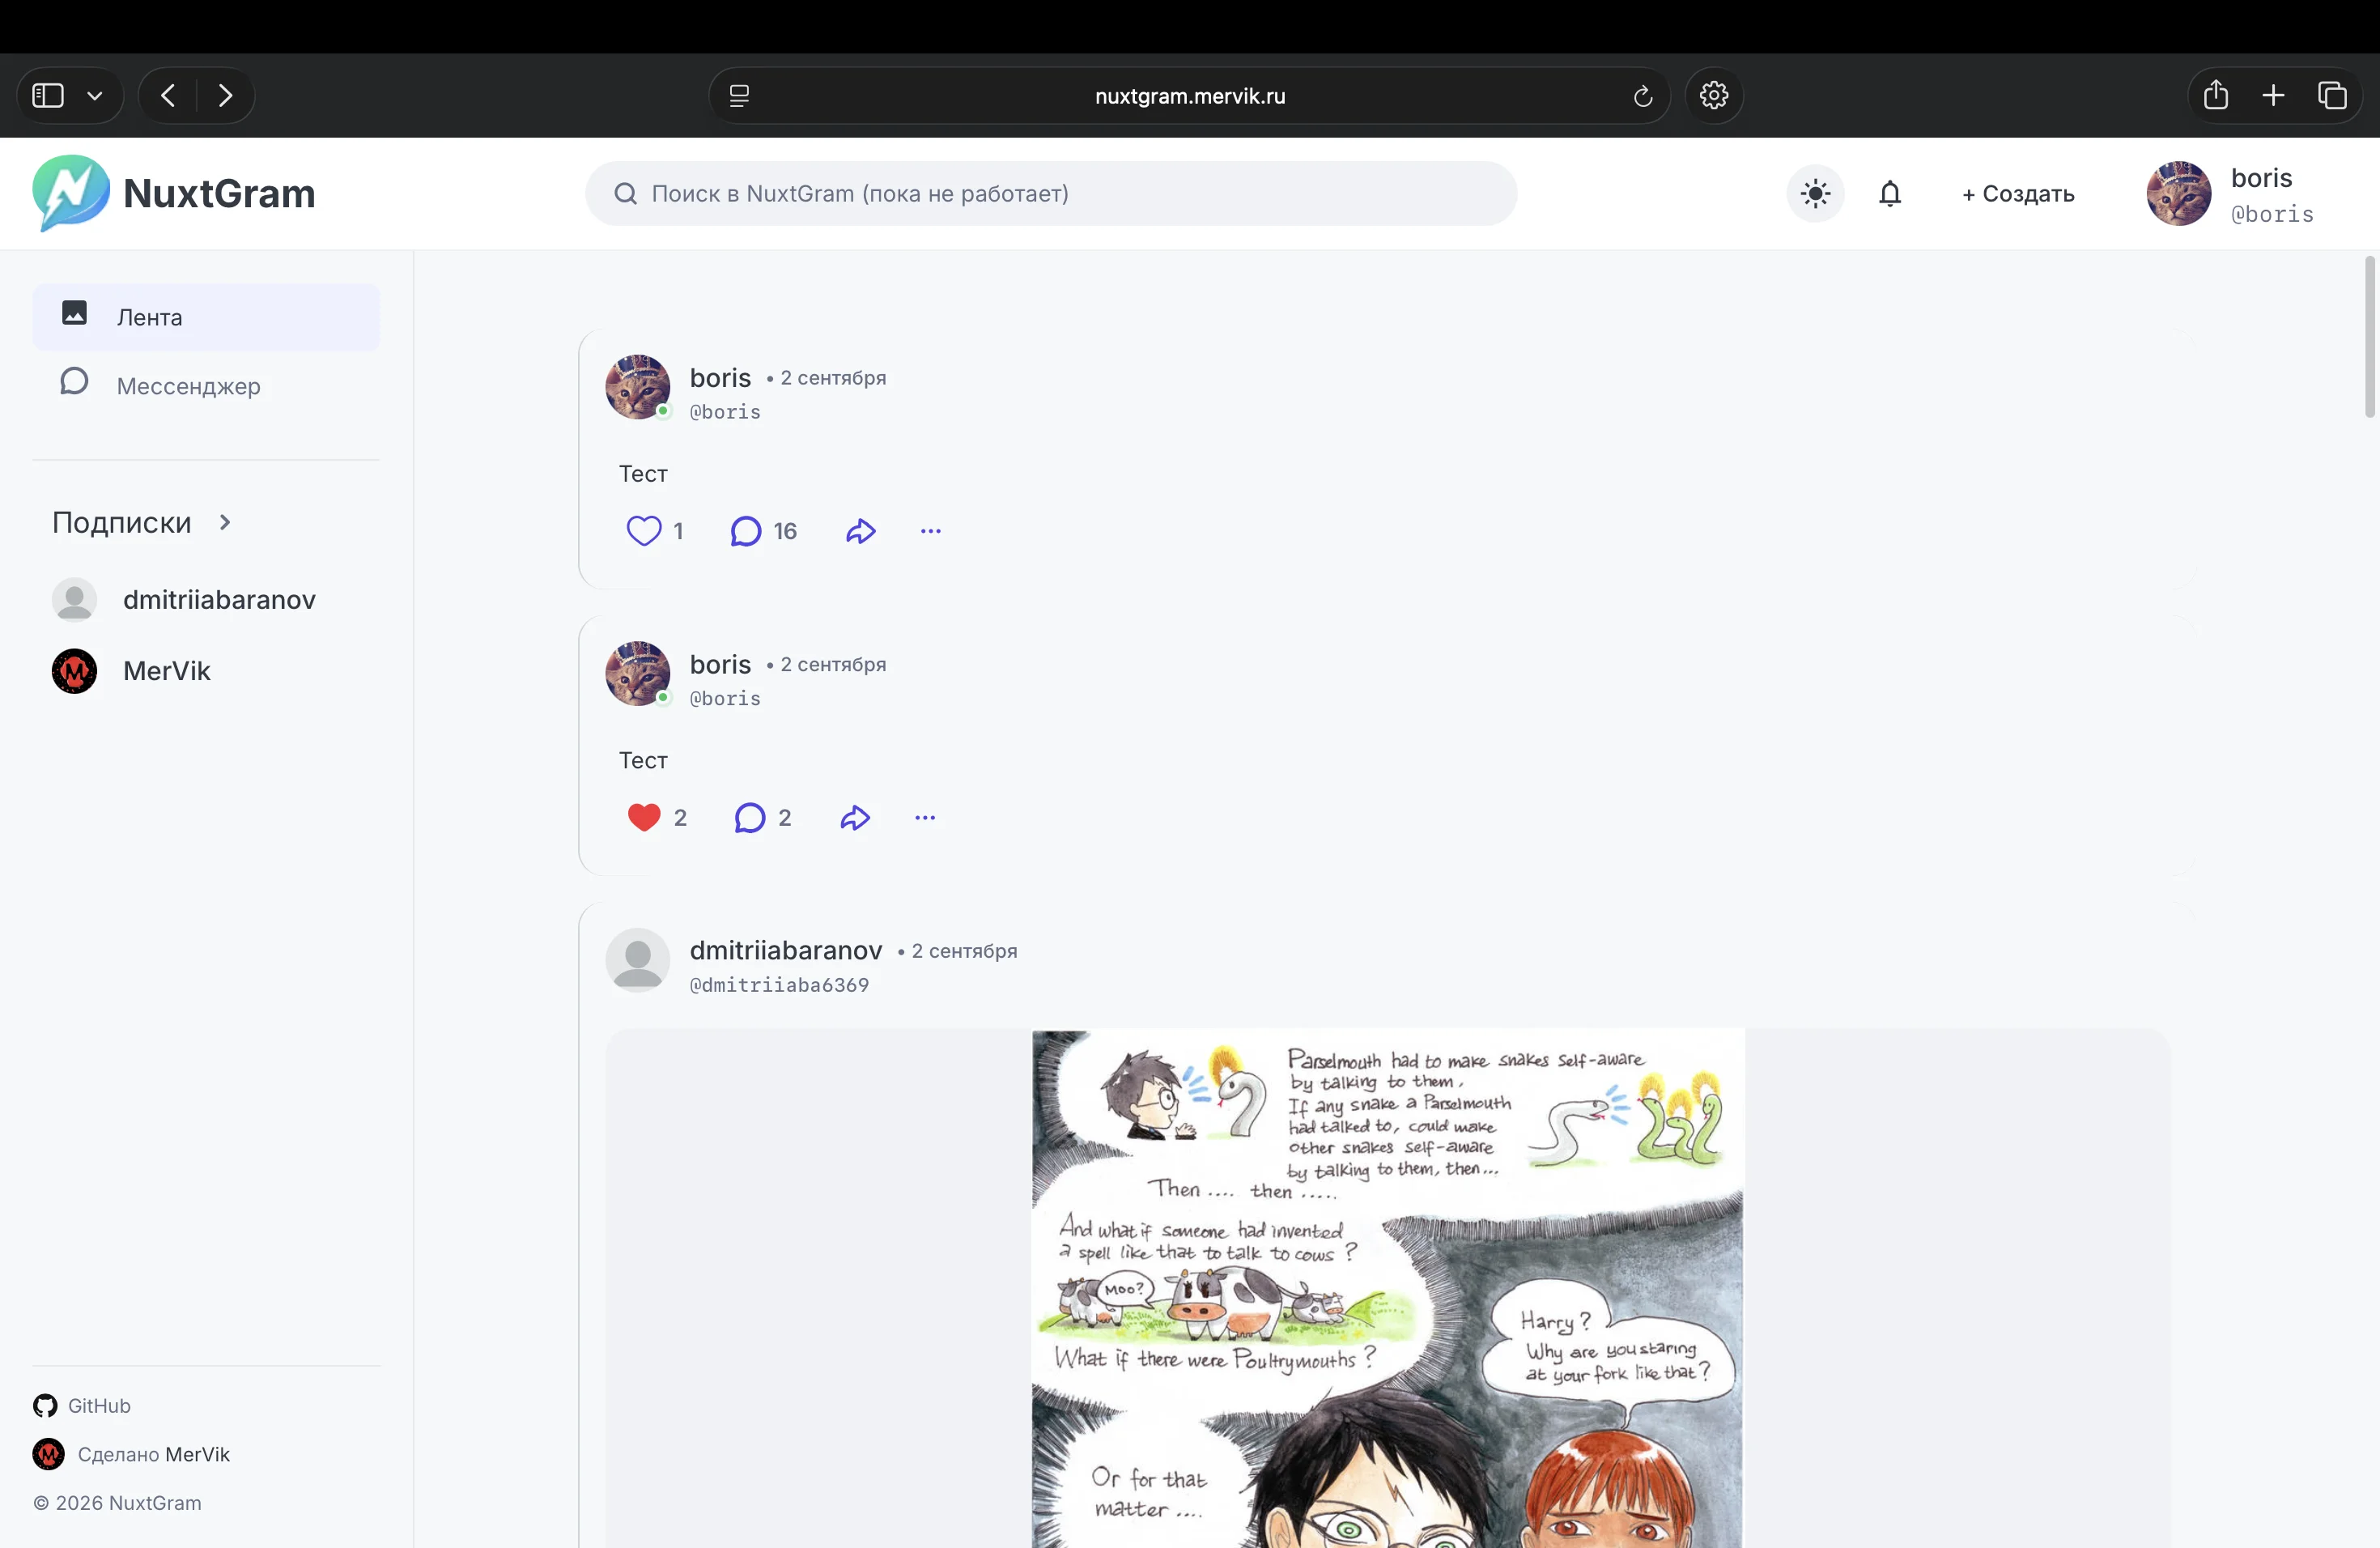 nuxtgram.mervik.ru
NuxtGram
Поиск в NuxtGram (пока не работает)
+ Создать
boris
@boris
Лента
Мессенджер
Подписки
dmitriiabaranov
MerVik
GitHub
Сделано MerVik
© 2026 NuxtGram
boris • 2 сентября
@boris
Тест
1 16
boris • 2 сентября
@boris
Тест
2 2
dmitriiabaranov • 2 сентября
@dmitriiaba6369
Parselmouth had to make snakes self-aware
by talking to them.
If any snake a Parselmouth
had talked to, could make
other snakes self-aware
by talking to them, then...
Then .... then .....
And what if someone had invented
a spell like that to talk to cows ?
Moo?
What if there were Poultrymouths ?
Harry ?
Why are you staring
at your fork like that ?
Or for that
matter ....